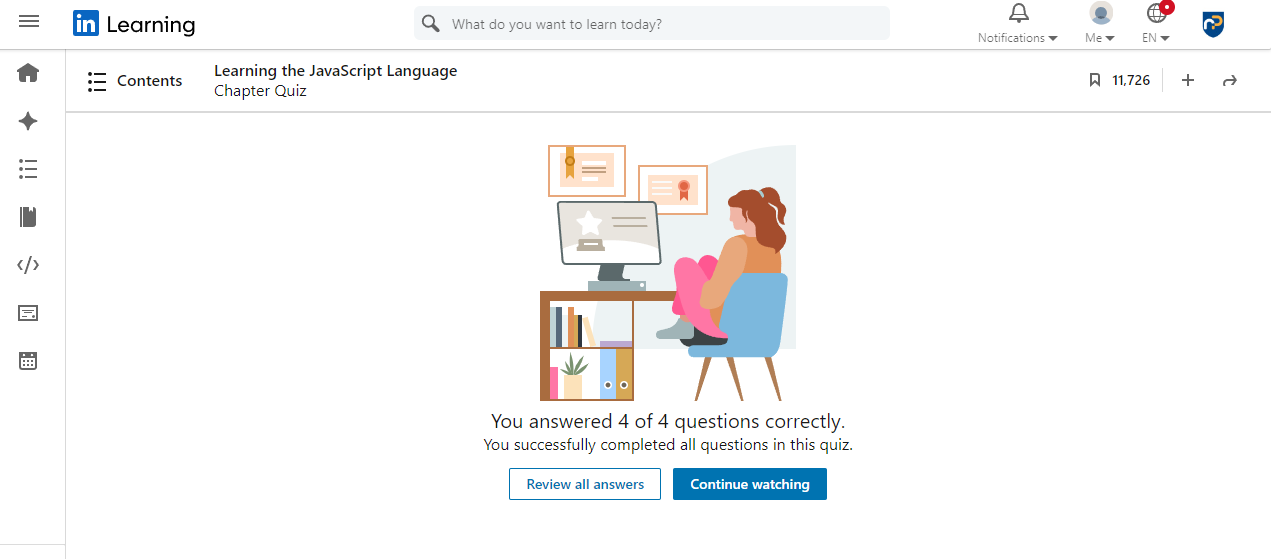 in Learning
What do you want to learn today?
Notifications
Me
EN
Contents
Learning the JavaScript Language
Chapter Quiz
11,726
You answered 4 of 4 questions correctly.
You successfully completed all questions in this quiz.
Review all answers
Continue watching